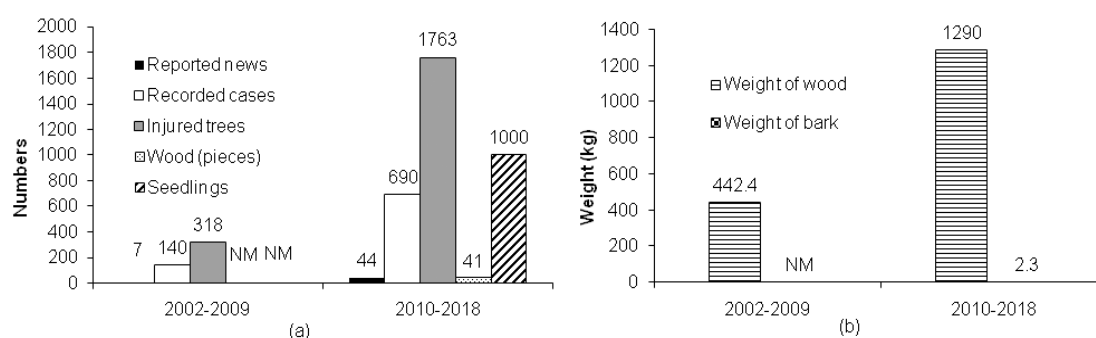 2000
1800
1600
1400
1200
1000
800
600
400
200
0
Numbers
Reported news
Recorded cases
Injured trees
Wood (pieces)
Seedlings
7
140
318
NM NM
44
690
1763
41
1000
2002-2009
2010-2018
(a)
1400
1200
1000
800
600
400
200
0
Weight (kg)
Weight of wood
Weight of bark
442.4
NM
1290
2.3
2002-2009
2010-2018
(b)